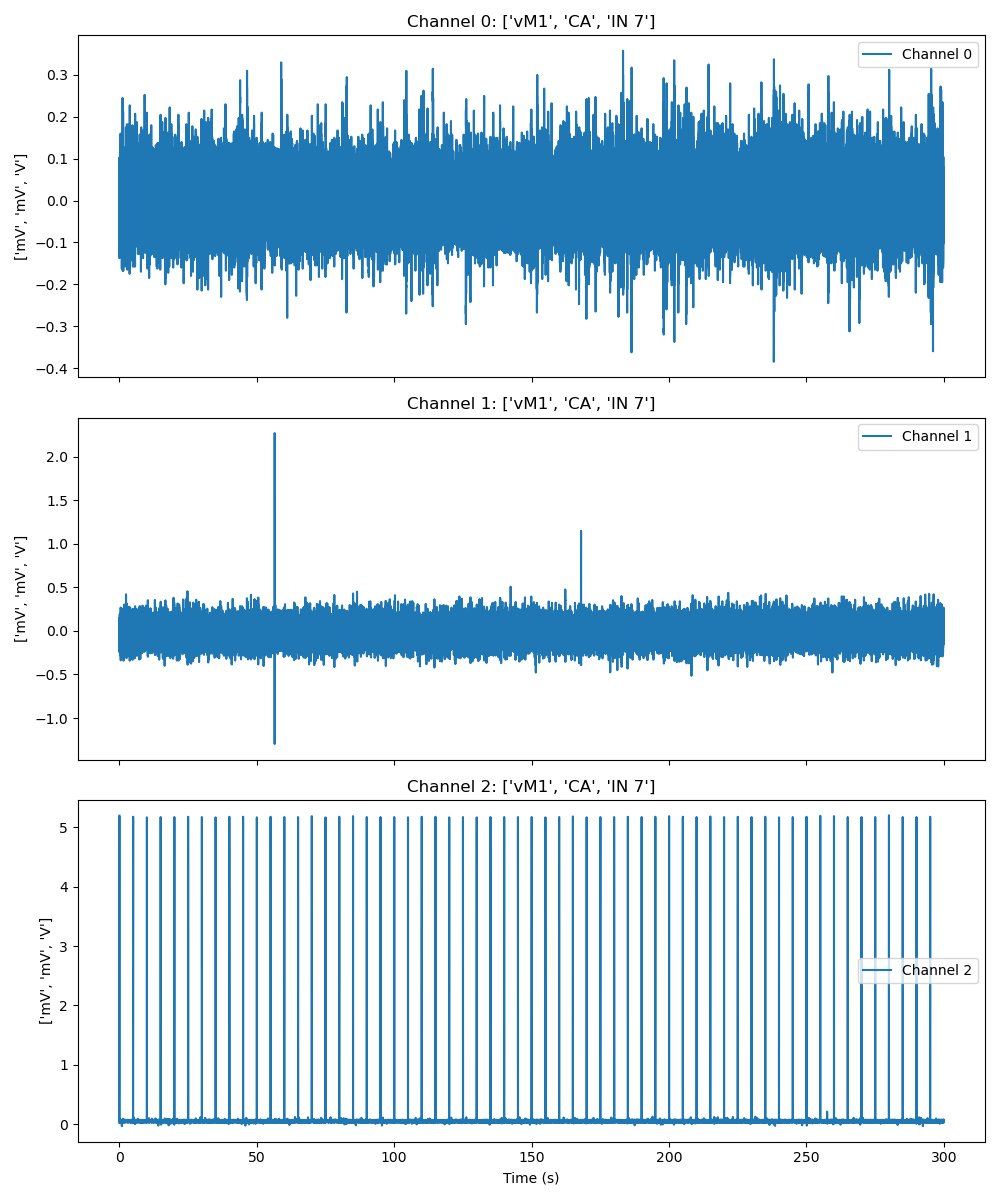 Channel 0: ['vM1', 'CA', 'IN 7']
Channel 0
['mV', 'mV', 'V']
0.3
0.2
0.1
0.0
−0.1
−0.2
−0.3
−0.4
Channel 1: ['vM1', 'CA', 'IN 7']
Channel 1
['mV', 'mV', 'V']
2.0
1.5
1.0
0.5
0.0
−0.5
−1.0
Channel 2: ['vM1', 'CA', 'IN 7']
Channel 2
['mV', 'mV', 'V']
5
4
3
2
1
0
0 50 100 150 200 250 300
Time (s)